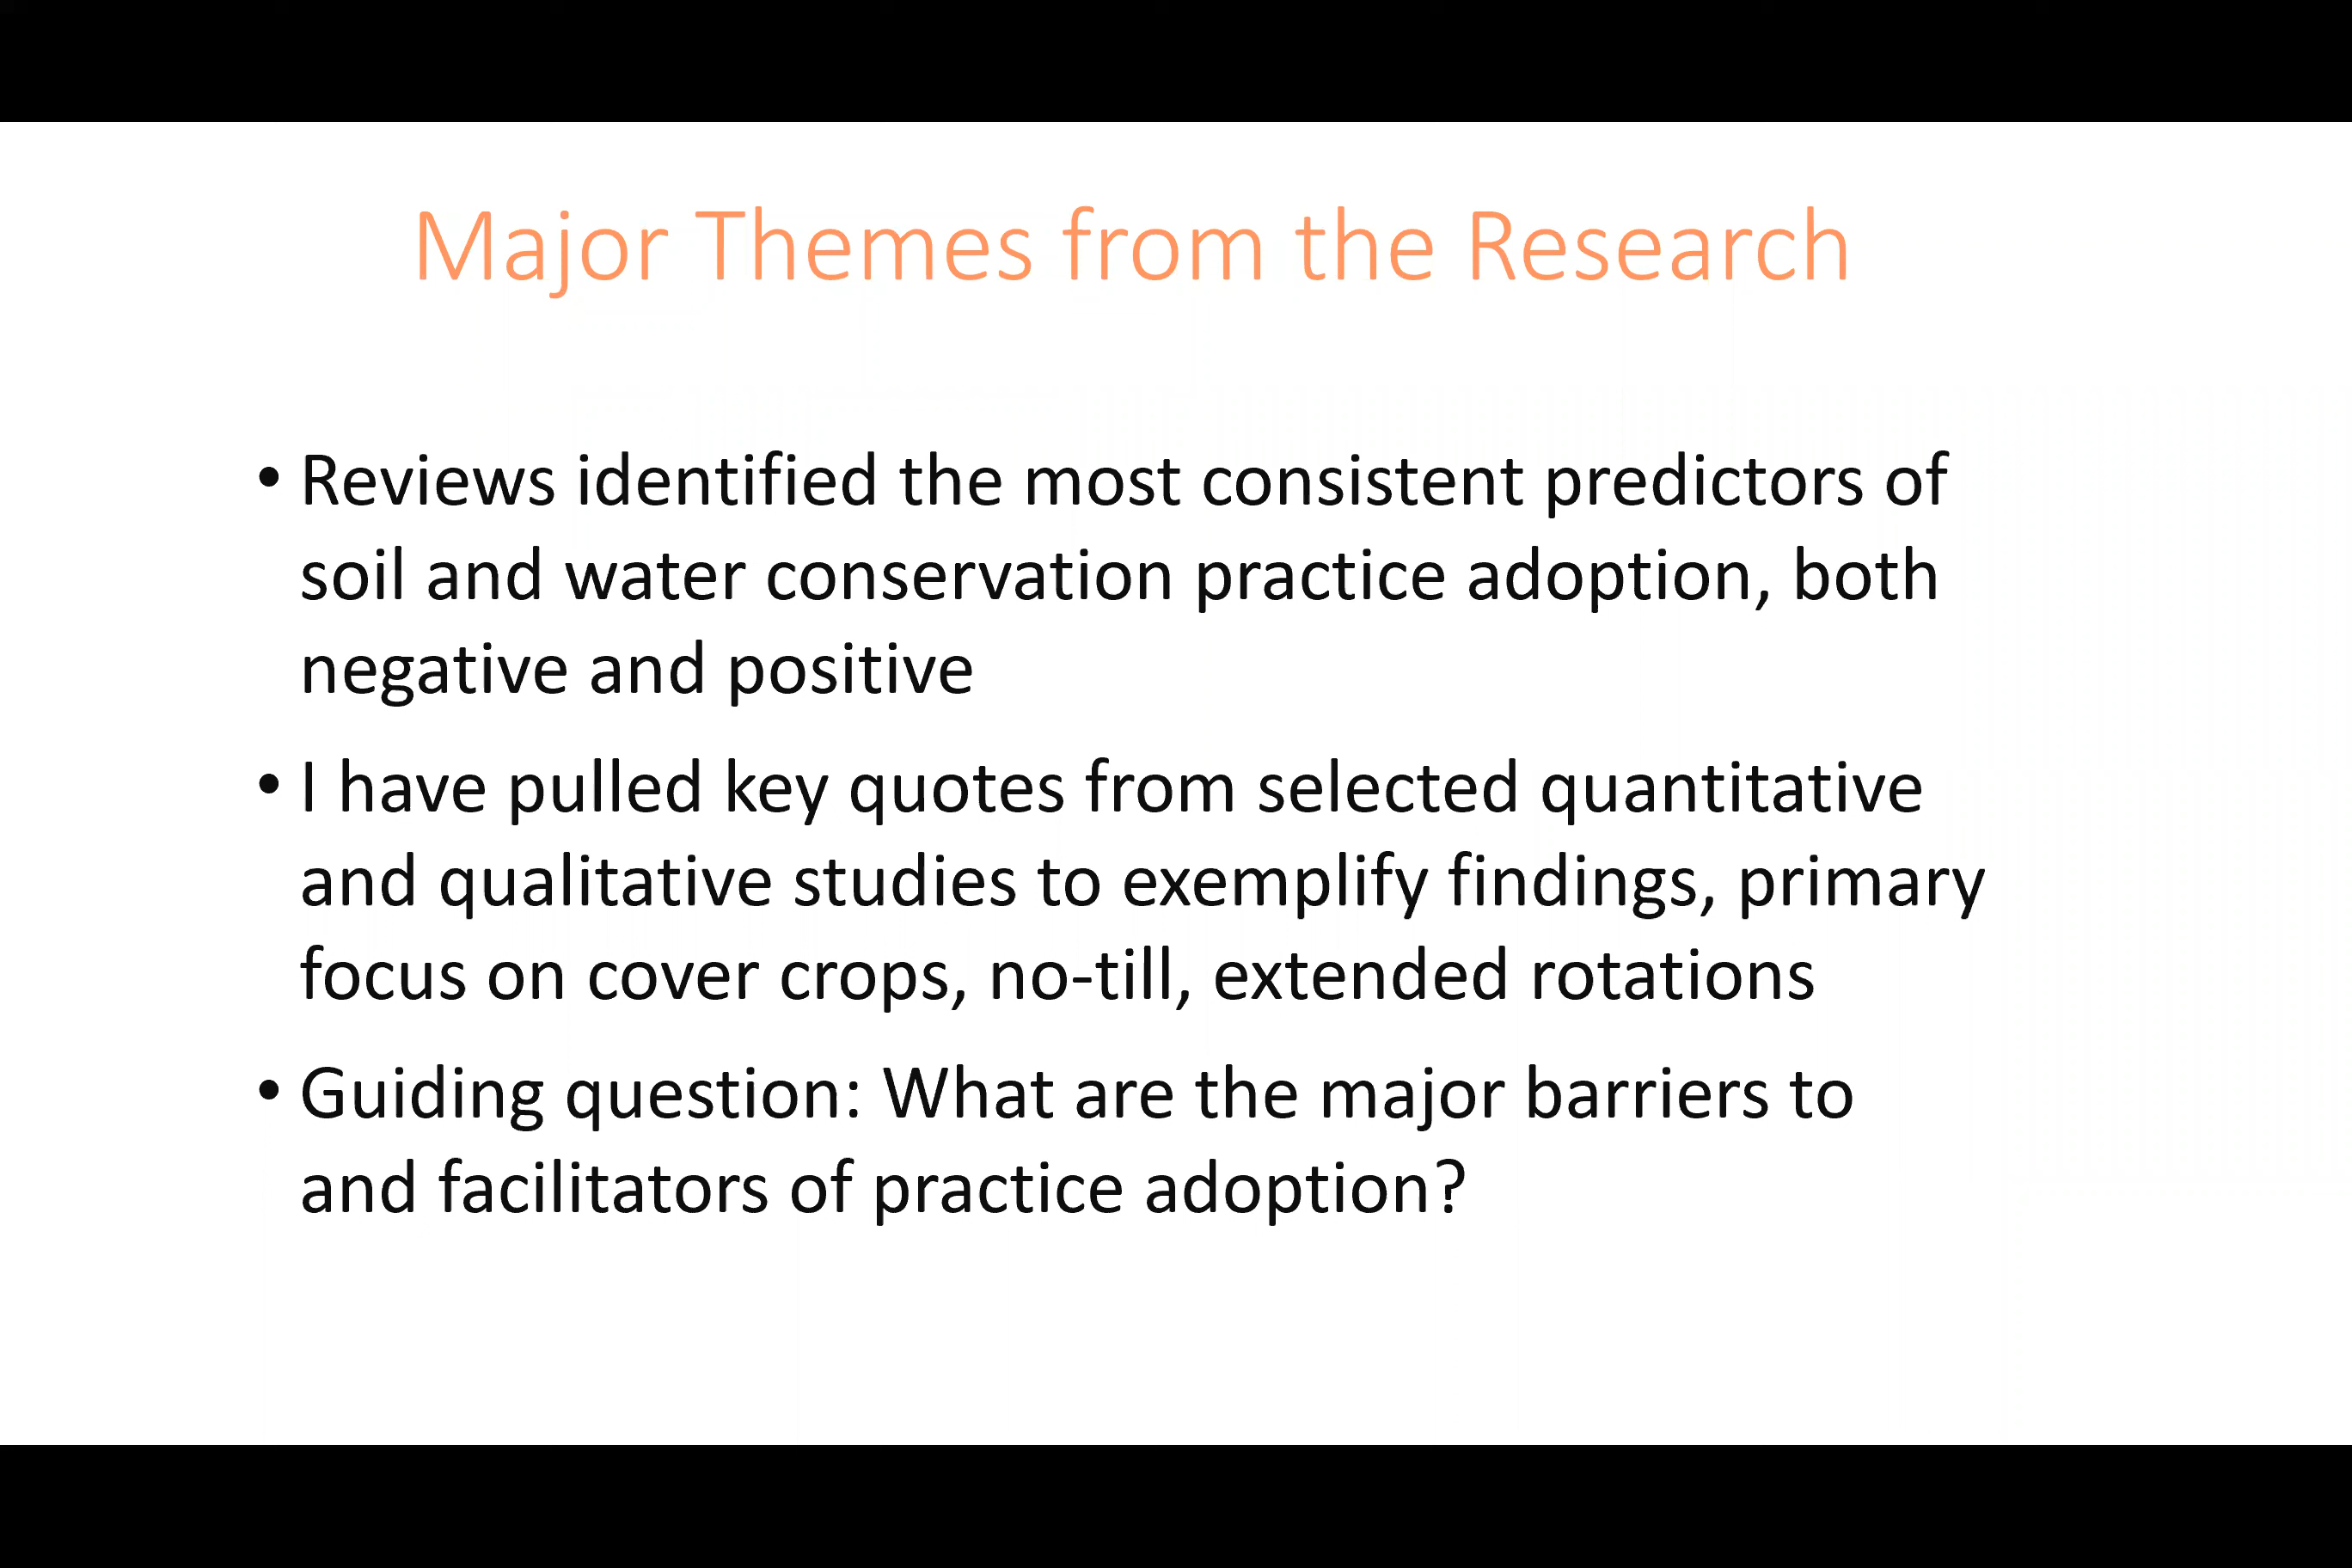 Major Themes from the Research
• Reviews identified the most consistent predictors of
soil and water conservation practice adoption, both
negative and positive
• I have pulled key quotes from selected quantitative
and qualitative studies to exemplify findings, primary
focus on cover crops, no-till, extended rotations
• Guiding question: What are the major barriers to
and facilitators of practice adoption?